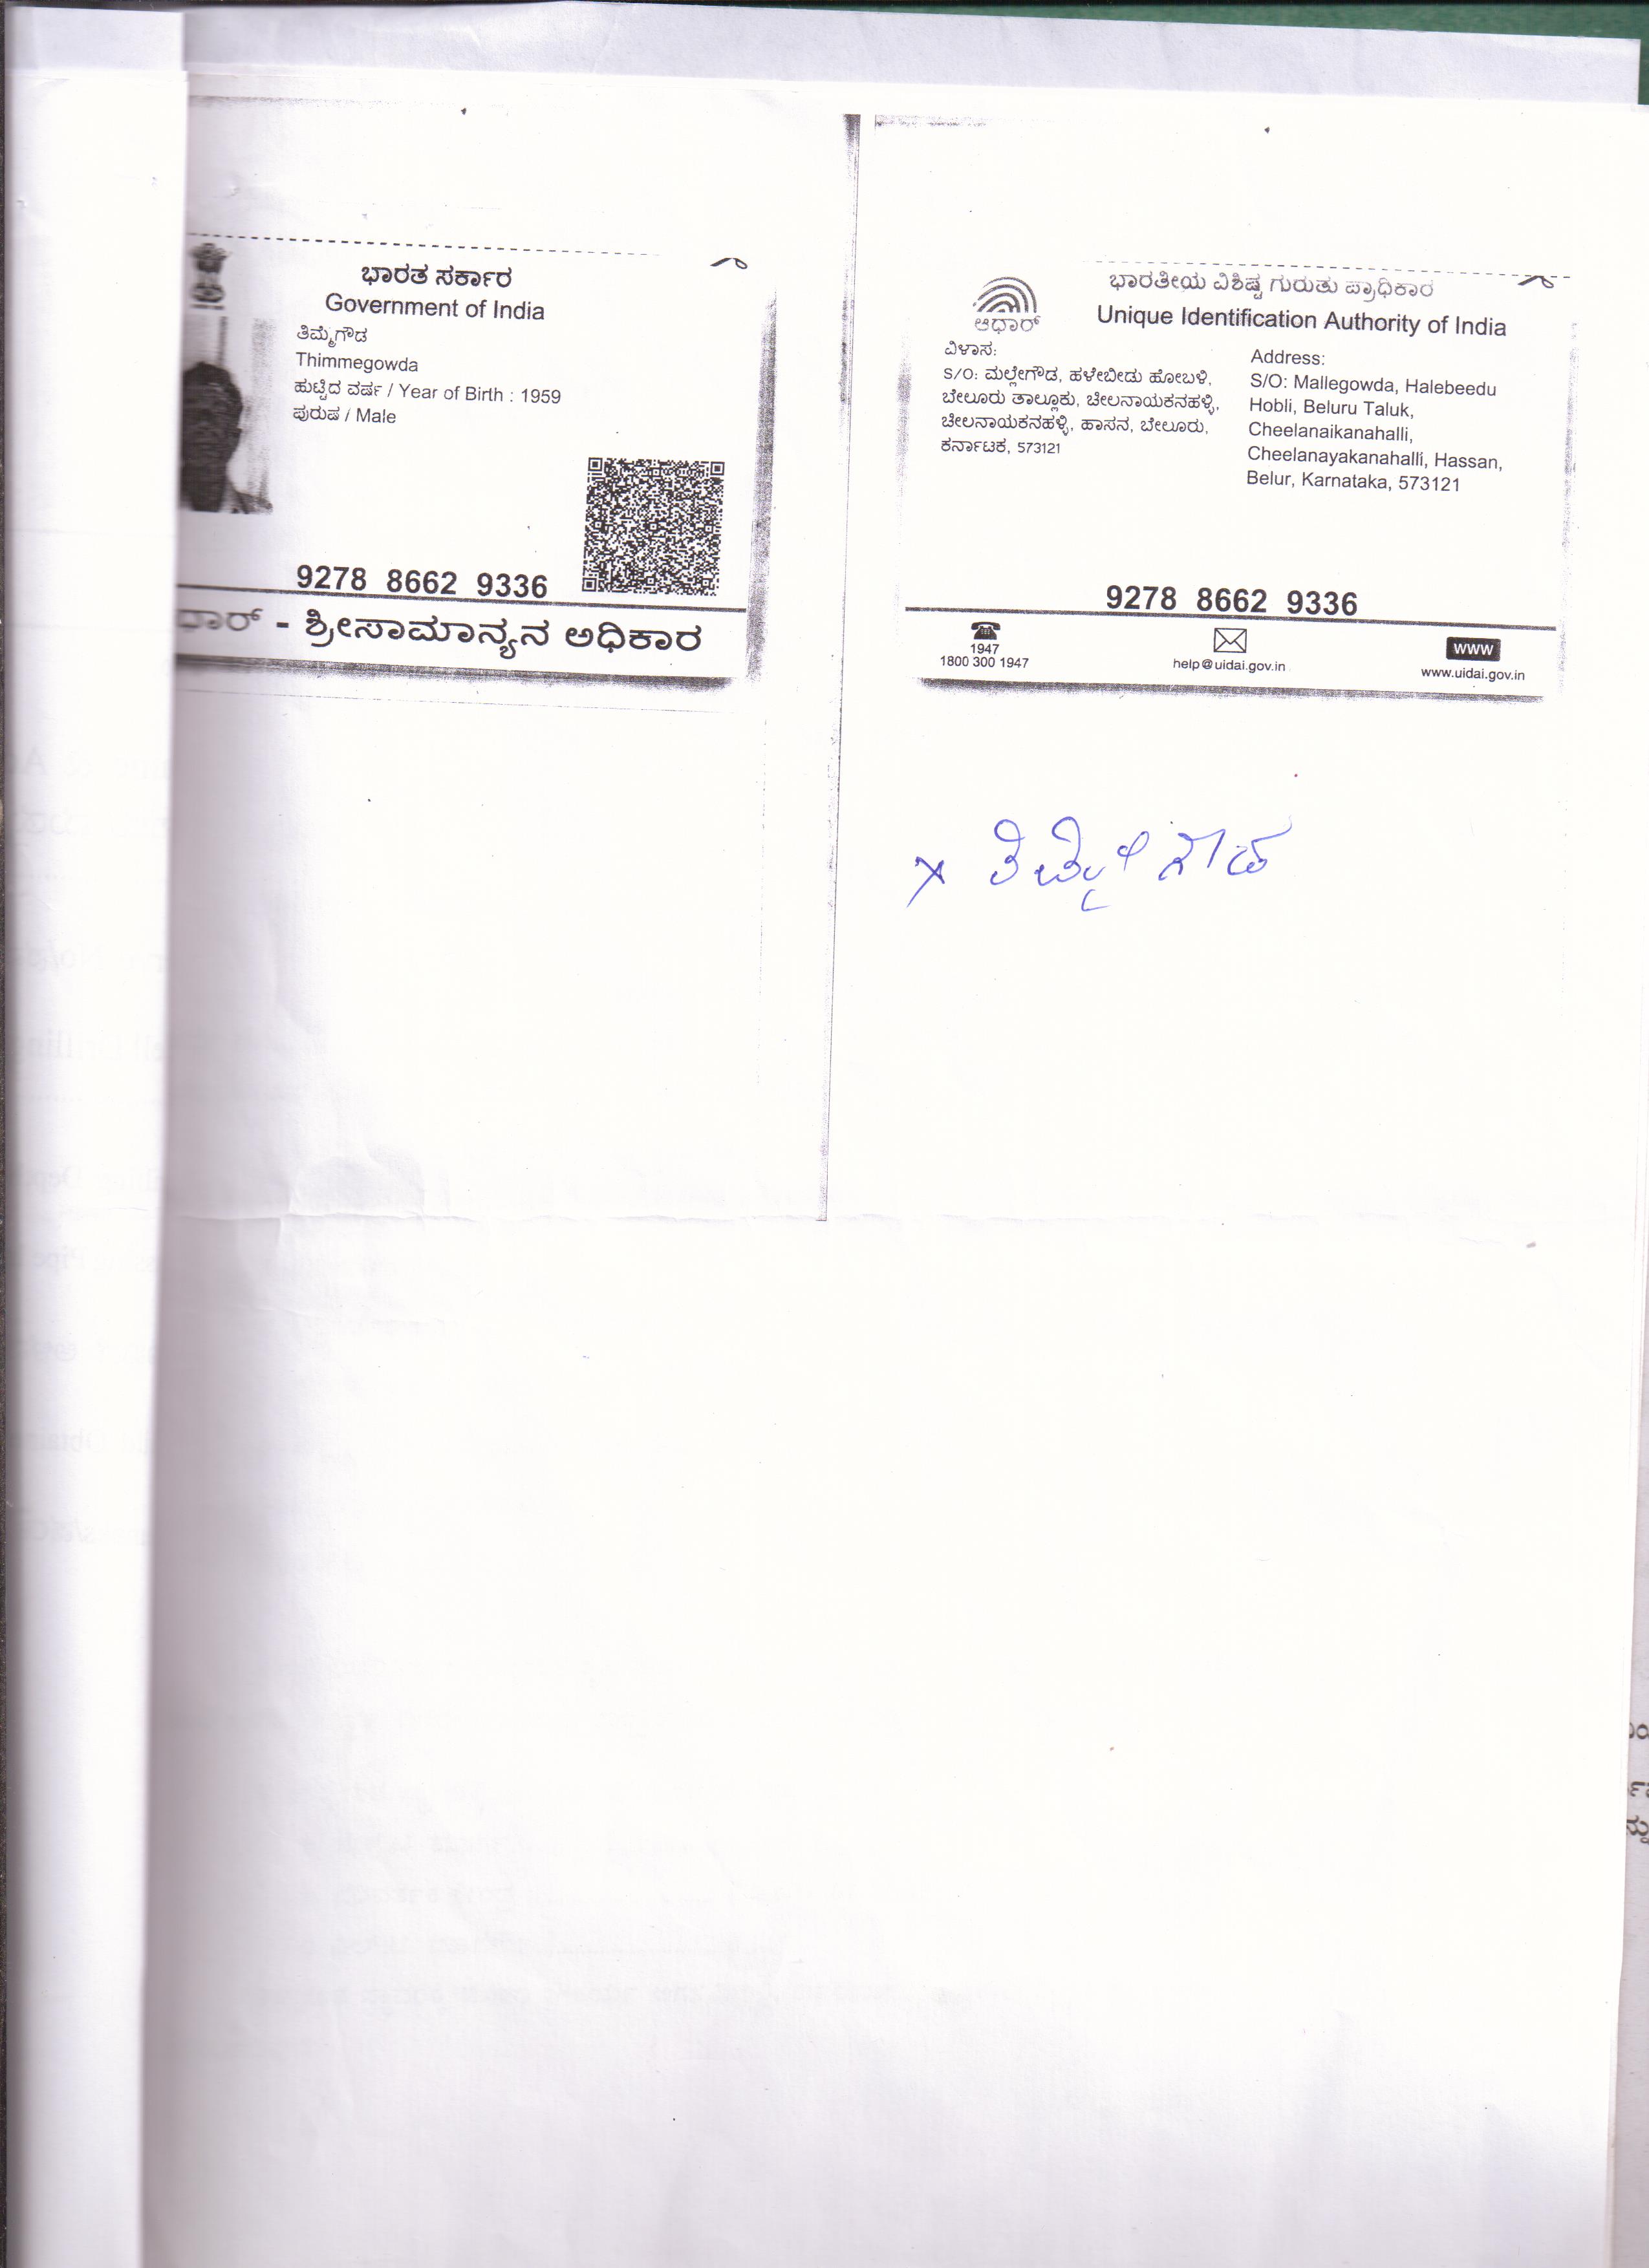 ಭಾರತ ಸರ್ಕಾರ
Government of India
ತಿಮ್ಮೆಗೌಡ
Thimmegowda
ಹುಟ್ಟಿದ ವರ್ಷ / Year of Birth : 1959
ಪುರುಷ / Male
9278 8662 9336
ಧಾರ್ - ಶ್ರೀಸಾಮಾನ್ಯನ ಅಧಿಕಾರ
ಭಾರತೀಯ ವಿಶಿಷ್ಟ ಗುರುತು ಪ್ರಾಧಿಕಾರ
Unique Identification Authority of India
ಆಧಾರ್
ವಿಳಾಸ:
S/O: ಮಲ್ಲೇಗೌಡ, ಹಳೇಬೀಡು ಹೋಬಳಿ,
ಬೇಲೂರು ತಾಲ್ಲೂಕು, ಚೀಲನಾಯಕನಹಳ್ಳಿ,
ಚೀಲನಾಯಕನಹಳ್ಳಿ, ಹಾಸನ, ಬೇಲೂರು,
ಕರ್ನಾಟಕ, 573121
Address:
S/O: Mallegowda, Halebeedu
Hobli, Beluru Taluk,
Cheelanaikanahalli,
Cheelanayakanahalli, Hassan,
Belur, Karnataka, 573121
9278 8662 9336
1947
1800 300 1947
help@uidai.gov.in
www
www.uidai.gov.in
x ತಿಮ್ಮೇಗೌಡ